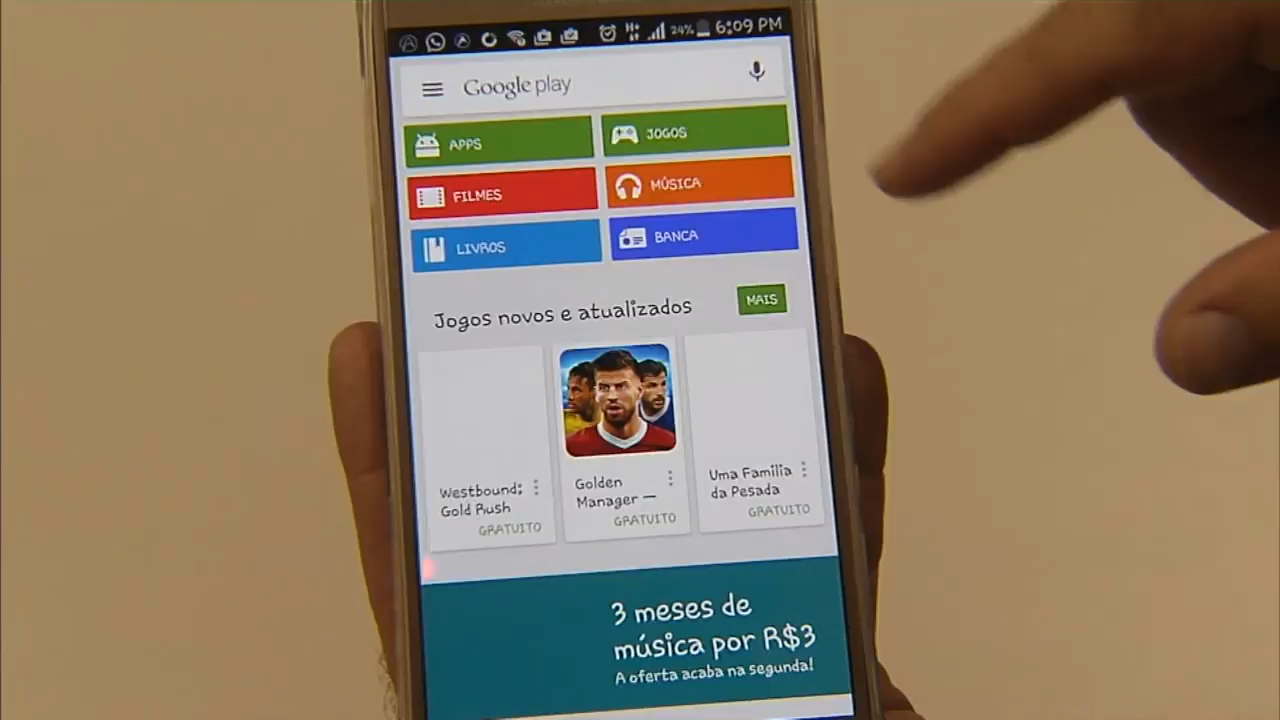 24% 6:09 PM
Google play
APPS
JOGOS
FILMES
MÚSICA
LIVROS
BANCA
Jogos novos e atualizados
MAIS
Westbound:
Gold Rush
GRATUITO
Golden
Manager —
GRATUITO
Uma Família
da Pesada
GRATUITO
3 meses de
música por R$3
A oferta acaba na segunda!